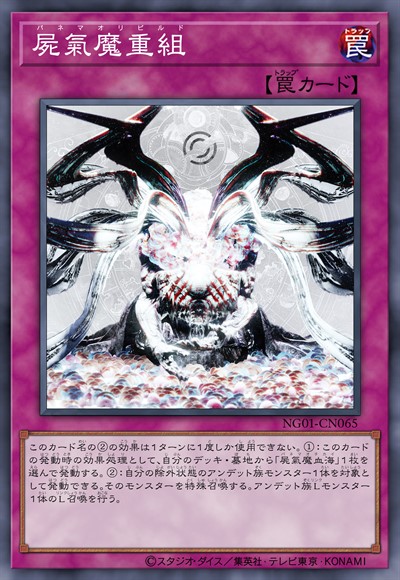 パネマオリビルド
屍氣魔重組
トラップ
罠
【罠カード】
トラップ
NG01-CN065
このカード名の②の効果は1ターンに1度しか使用できない。①:このカード
の発動時の効果処理として、自分のデッキ・墓地から「屍氣魔血海」1枚を
選んで発動する。②:自分の除外状態のアンデット族モンスター1体を対象と
して発動できる。そのモンスターを特殊召喚する。アンデット族Lモンスター
1体のL召喚を行う。
©スタジオ・ダイス/集英社・テレビ東京・KONAMI